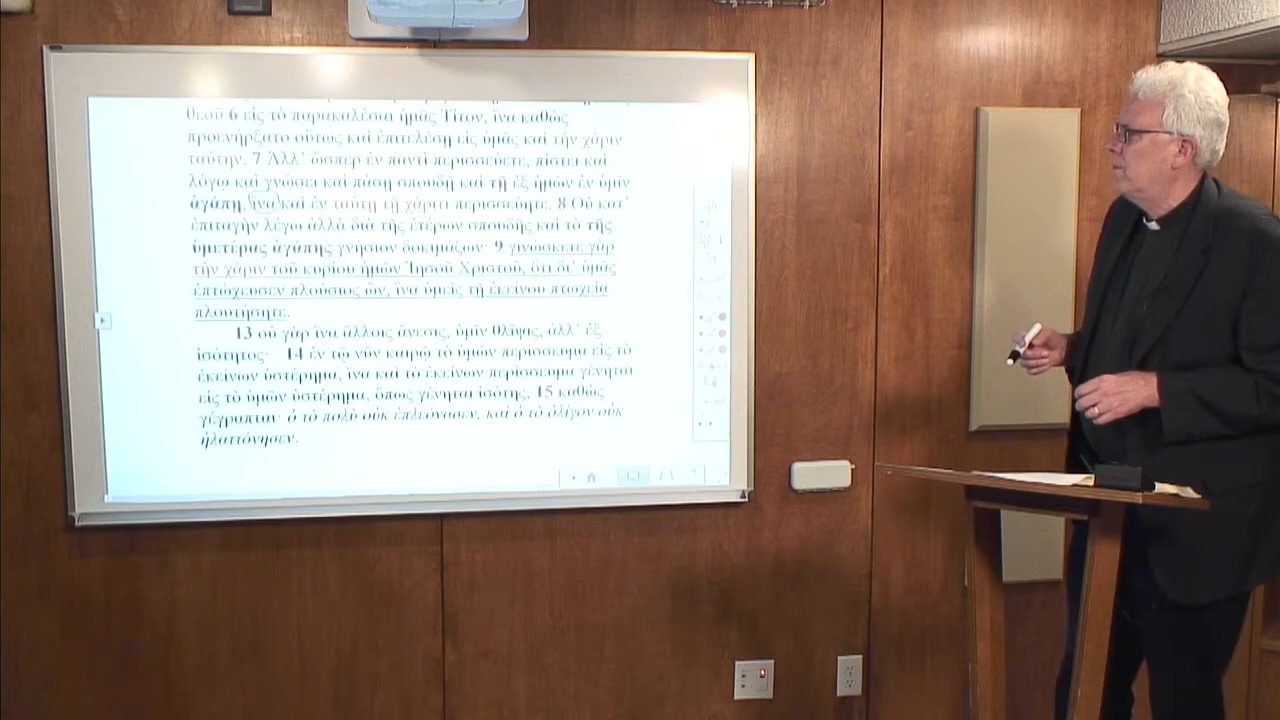 θεοῦ 6 εἰς τὸ παρακαλέσαι ἡμᾶς Τίτον, ἵνα καθὼς
προενήρξατο οὕτως καὶ ἐπιτελέσῃ εἰς ὑμᾶς καὶ τὴν χάριν
ταύτην. 7 Ἀλλ’ ὥσπερ ἐν παντὶ περισσεύετε, πίστει καὶ
λόγῳ καὶ γνώσει καὶ πάσῃ σπουδῇ καὶ τῇ ἐξ ἡμῶν ἐν ὑμῖν
ἀγάπῃ, ἵνα καὶ ἐν ταύτῃ τῇ χάριτι περισσεύητε. 8 Οὐ κατ’
ἐπιταγὴν λέγω ἀλλὰ διὰ τῆς ἑτέρων σπουδῆς καὶ τὸ τῆς
ὑμετέρας ἀγάπης γνήσιον δοκιμάζων· 9 γινώσκετε γὰρ
τὴν χάριν τοῦ κυρίου ἡμῶν Ἰησοῦ Χριστοῦ, ὅτι δι’ ὑμᾶς
ἐπτώχευσεν πλούσιος ὤν, ἵνα ὑμεῖς τῇ ἐκείνου πτωχείᾳ
πλουτήσητε.
13 οὐ γὰρ ἵνα ἄλλοις ἄνεσις, ὑμῖν θλῖψις, ἀλλ’ ἐξ
ἰσότητος· 14 ἐν τῷ νῦν καιρῷ τὸ ὑμῶν περίσσευμα εἰς τὸ
ἐκείνων ὑστέρημα, ἵνα καὶ τὸ ἐκείνων περίσσευμα γένηται
εἰς τὸ ὑμῶν ὑστέρημα, ὅπως γένηται ἰσότης, 15 καθὼς
γέγραπται· ὁ τὸ πολὺ οὐκ ἐπλεόνασεν, καὶ ὁ τὸ ὀλίγον οὐκ
ἠλαττόνησεν.